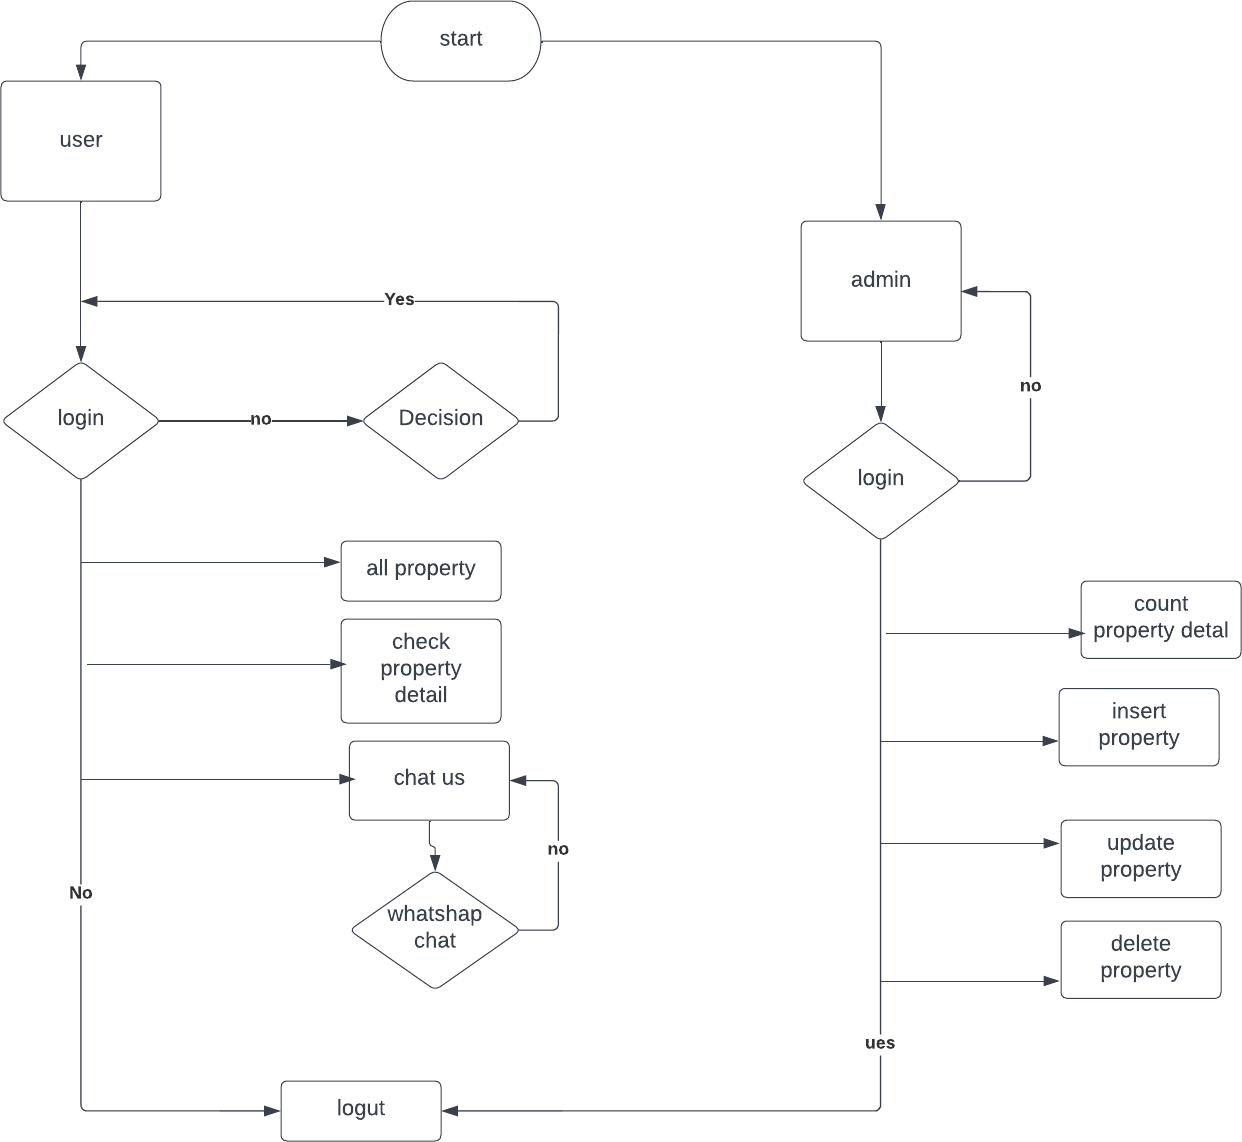 start
user
admin
Yes
no
login
no
Decision
login
all property
count
property detal
check
property
detail
insert
property
chat us
no
update
property
No
whatshap
chat
delete
property
ues
logut